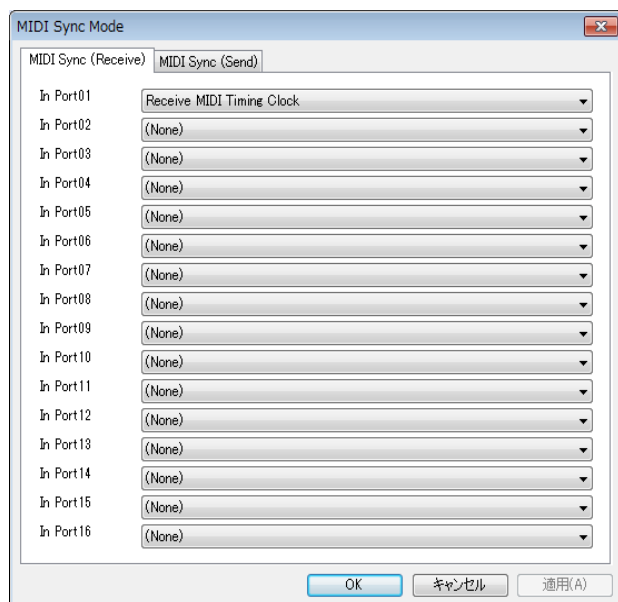 MIDI Sync Mode
MIDI Sync (Receive) MIDI Sync (Send)
In Port01 Receive MIDI Timing Clock
In Port02 (None)
In Port03 (None)
In Port04 (None)
In Port05 (None)
In Port06 (None)
In Port07 (None)
In Port08 (None)
In Port09 (None)
In Port10 (None)
In Port11 (None)
In Port12 (None)
In Port13 (None)
In Port14 (None)
In Port15 (None)
In Port16 (None)
OK キャンセル 適用(A)